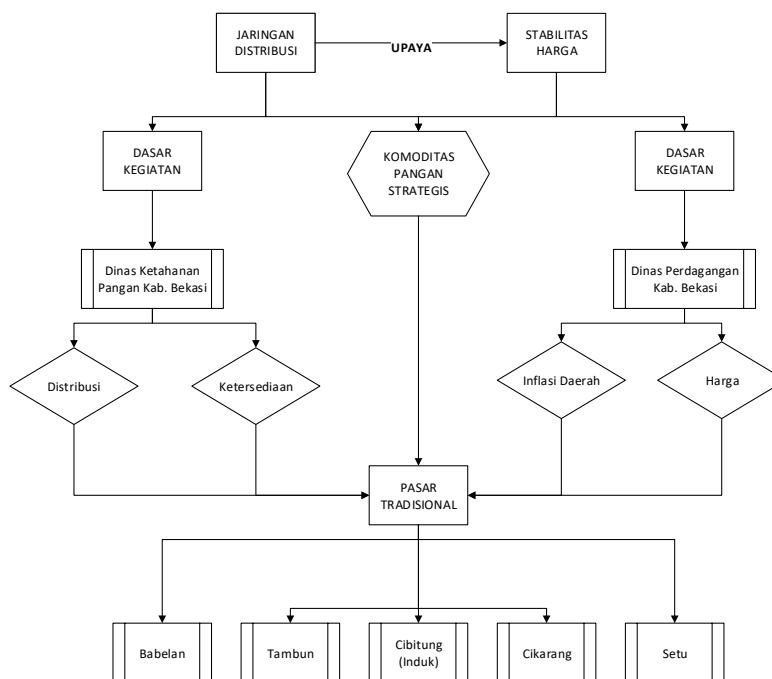 JARINGAN
DISTRIBUSI
UPAYA
STABILITAS
HARGA
DASAR
KEGIATAN
KOMODITAS
PANGAN
STRATEGIS
DASAR
KEGIATAN
Dinas Ketahanan
Pangan Kab. Bekasi
Dinas Perdagangan
Kab. Bekasi
Distribusi
Ketersediaan
Inflasi Daerah
Harga
PASAR
TRADISIONAL
Babelan
Tambun
Cibitung
(Induk)
Cikarang
Setu